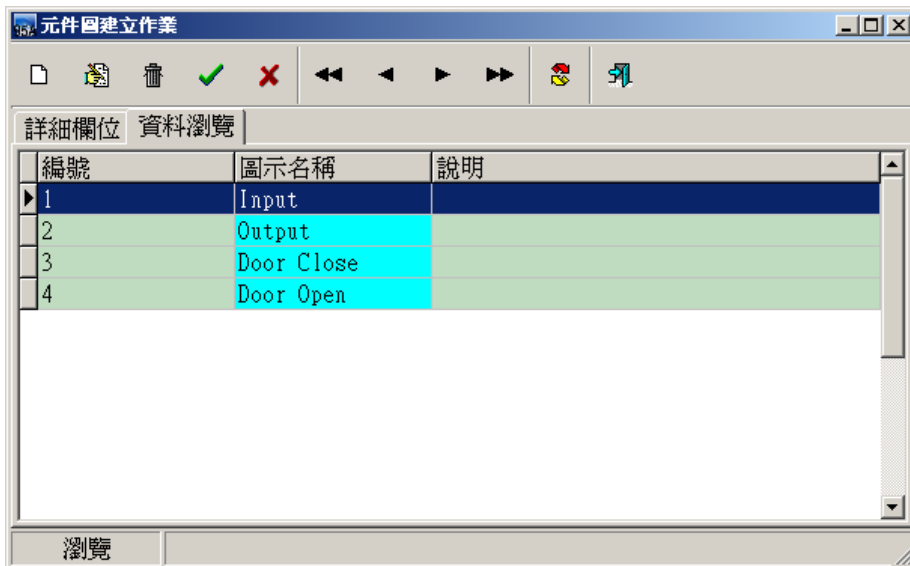 元件圖建立作業
詳細欄位 資料瀏覽
編號 圖示名稱 說明
1 Input
2 Output
3 Door Close
4 Door Open
瀏覽